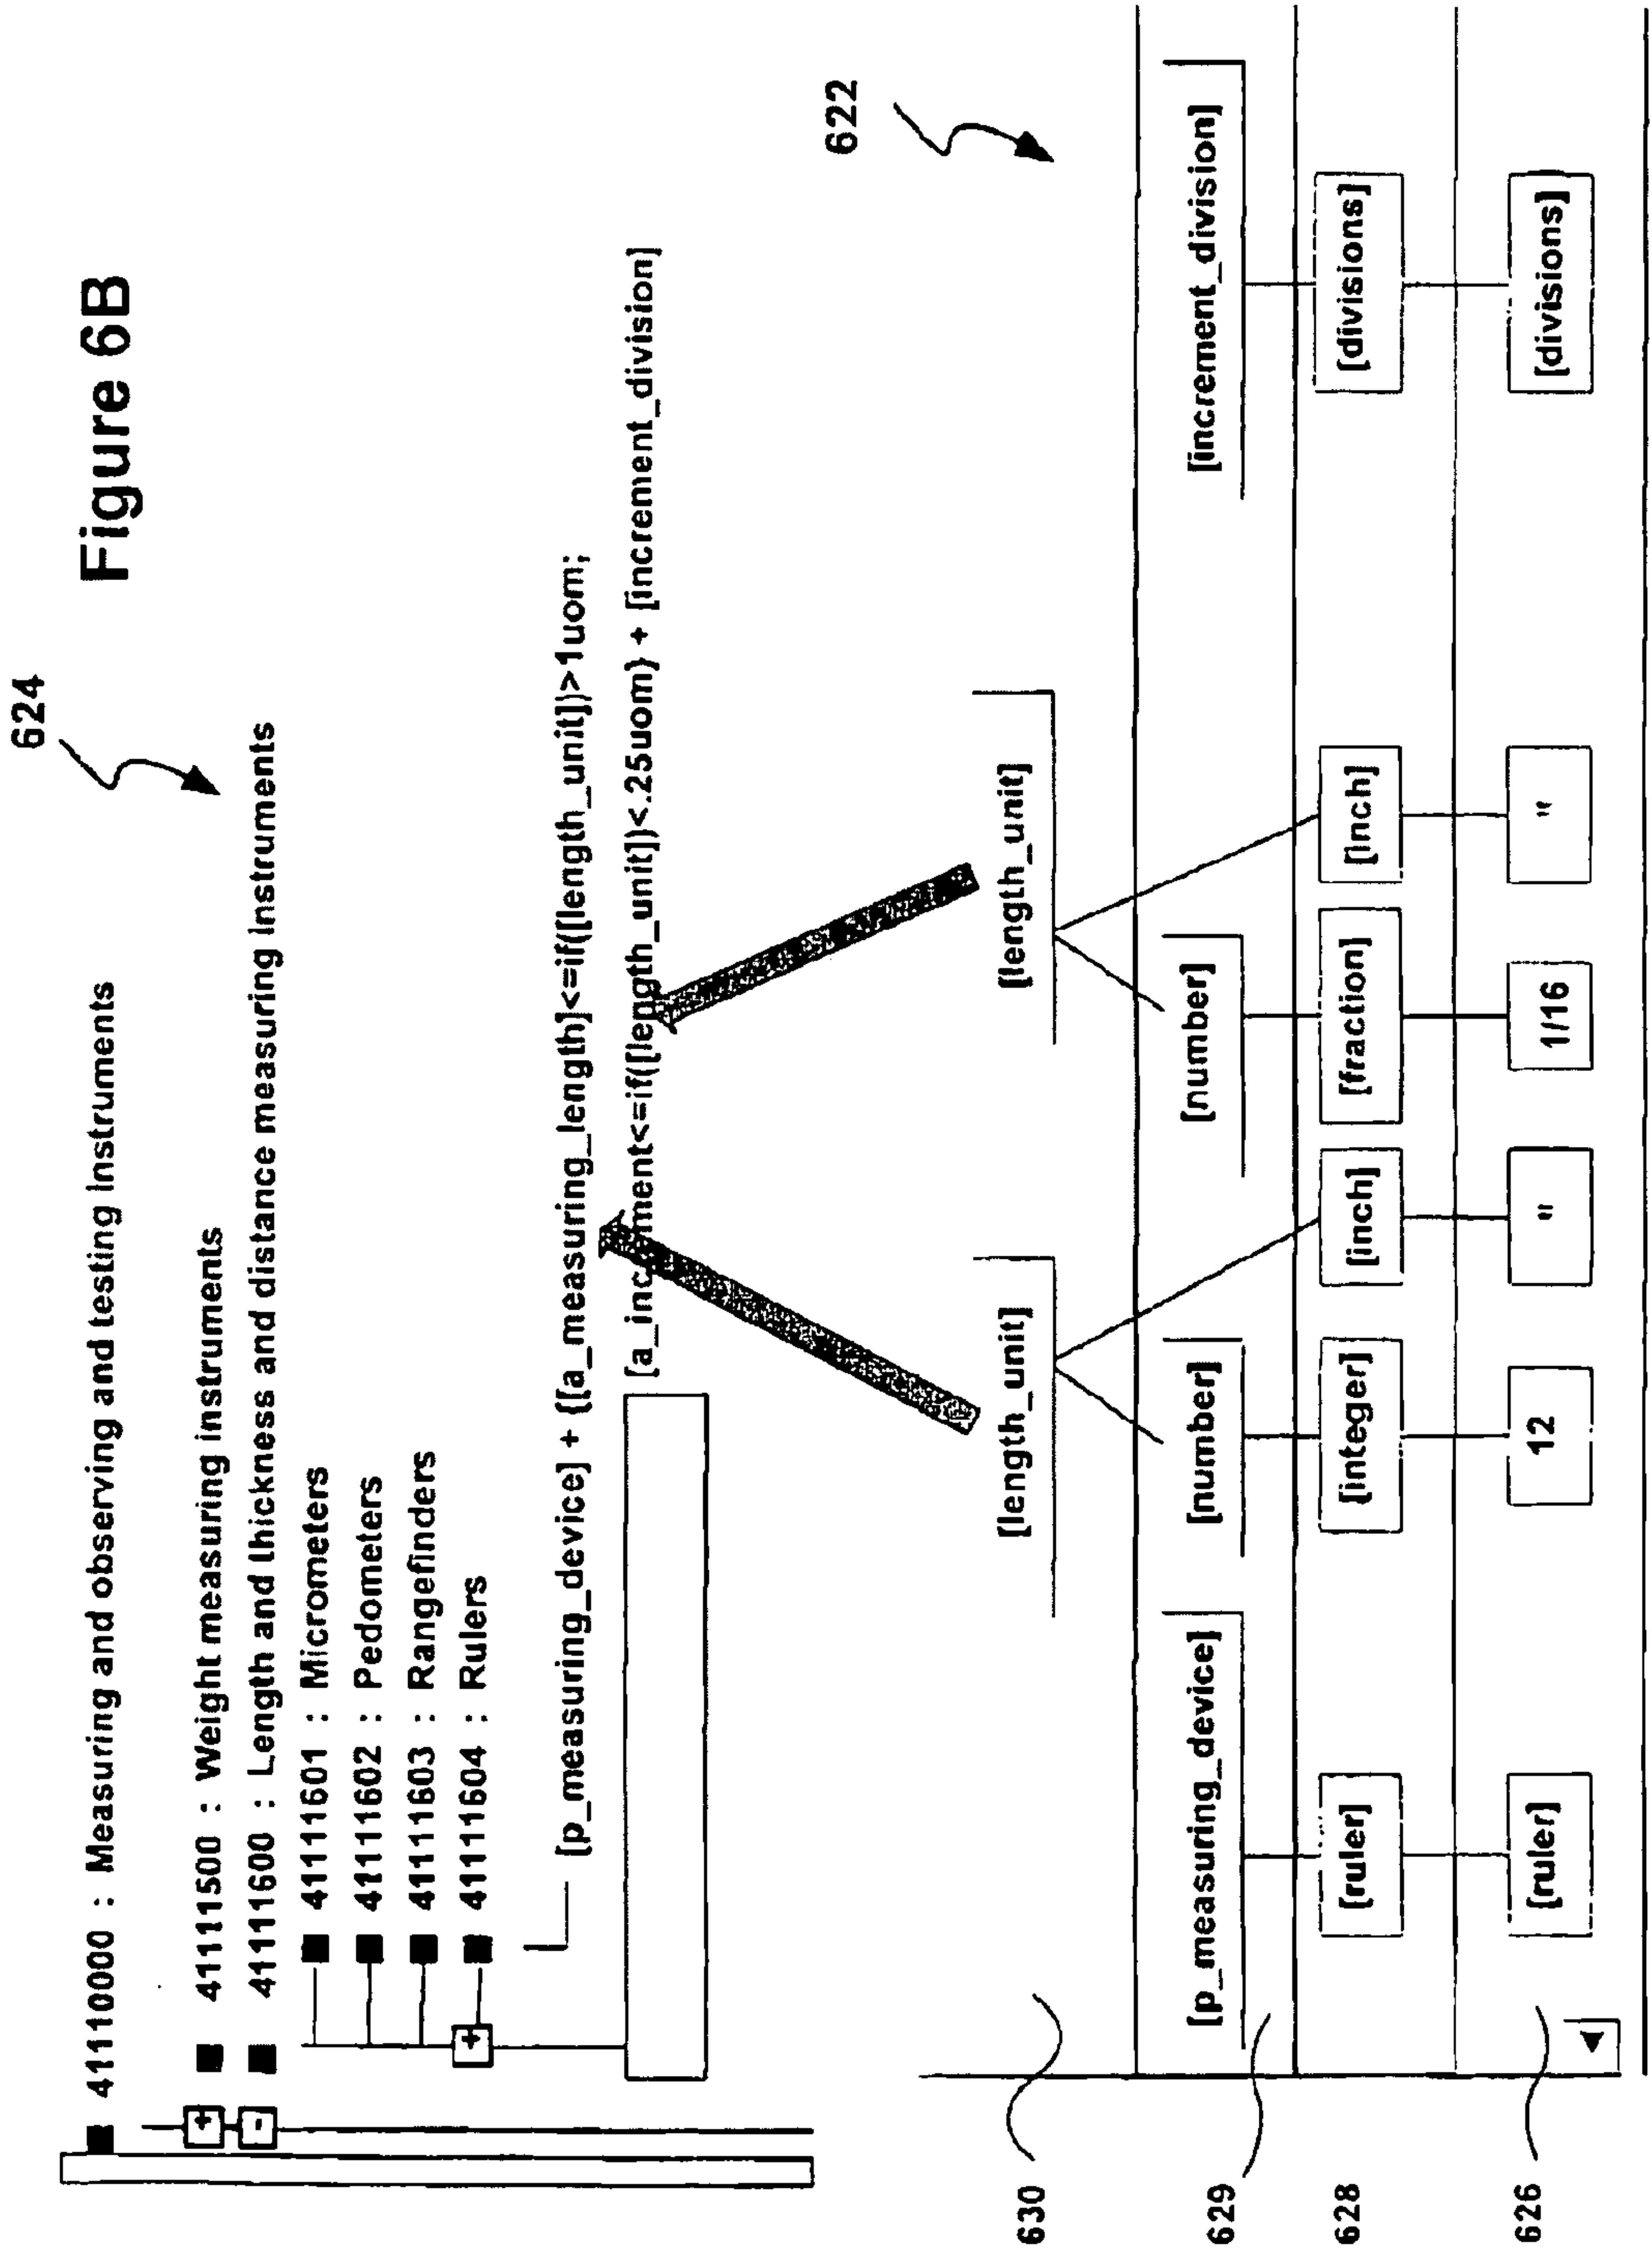 Figure 6B
624
41110000 : Measuring and observing and testing instruments
+ 41111500 : Weight measuring instruments
- 41111600 : Length and thickness and distance measuring instruments
41111601 : Micrometers
41111602 : Pedometers
41111603 : Rangefinders
+ 41111604 : Rulers
[p_measuring_device] + {[a_measuring_length]<=if([length_unit])>1uom;
[a_increment<=if([length_unit])<.25uom} + [increment_division]
622
630
[length_unit] [length_unit]
629
[p_measuring_device] [number] [number] [increment_division]
628
[ruler] [integer] [inch] [fraction] [inch] [divisions]
626
[ruler] 12 " 1/16 " [divisions]